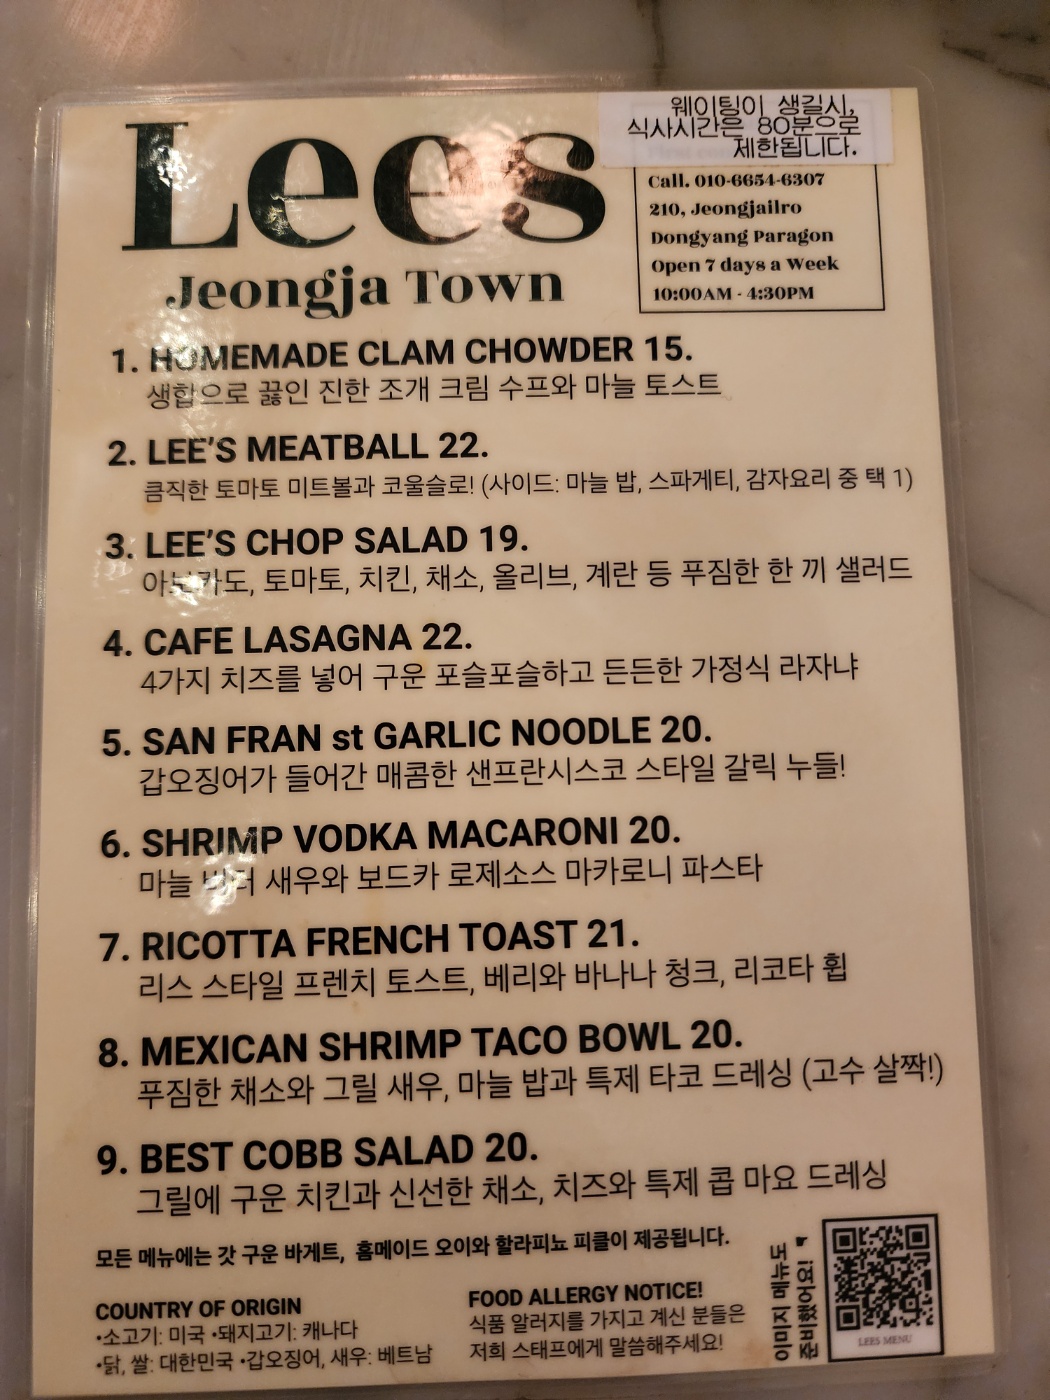 Lees
Jeongja Town
웨이팅이 생길시,
식사시간은 80분으로
제한됩니다.
Call. 010-6654-6307
210, Jeongjailro
Dongyang Paragon
Open 7 days a Week
10:00AM - 4:30PM
1. HOMEMADE CLAM CHOWDER 15.
생합으로 끓인 진한 조개 크림 수프와 마늘 토스트
2. LEE'S MEATBALL 22.
큼직한 토마토 미트볼과 코울슬로! (사이드: 마늘 밥, 스파게티, 감자요리 중 택 1)
3. LEE'S CHOP SALAD 19.
아보카도, 토마토, 치킨, 채소, 올리브, 계란 등 푸짐한 한 끼 샐러드
4. CAFE LASAGNA 22.
4가지 치즈를 넣어 구운 포슬포슬하고 든든한 가정식 라자냐
5. SAN FRAN st GARLIC NOODLE 20.
갑오징어가 들어간 매콤한 샌프란시스코 스타일 갈릭 누들!
6. SHRIMP VODKA MACARONI 20.
마늘 버터 새우와 보드카 로제소스 마카로니 파스타
7. RICOTTA FRENCH TOAST 21.
리스 스타일 프렌치 토스트, 베리와 바나나 청크, 리코타 휩
8. MEXICAN SHRIMP TACO BOWL 20.
푸짐한 채소와 그릴 새우, 마늘 밥과 특제 타코 드레싱 (고수 살짝!)
9. BEST COBB SALAD 20.
그릴에 구운 치킨과 신선한 채소, 치즈와 특제 콥 마요 드레싱
모든 메뉴에는 갓 구운 바게트, 홈메이드 오이와 할라피뇨 피클이 제공됩니다.
COUNTRY OF ORIGIN
•소고기: 미국 •돼지고기: 캐나다
•닭, 쌀: 대한민국 •갑오징어, 새우: 베트남
FOOD ALLERGY NOTICE!
식품 알러지를 가지고 계신 분들은
저희 스태프에게 말씀해주세요!
이미지 메뉴도
준비했어요! ☛
LEES MENU